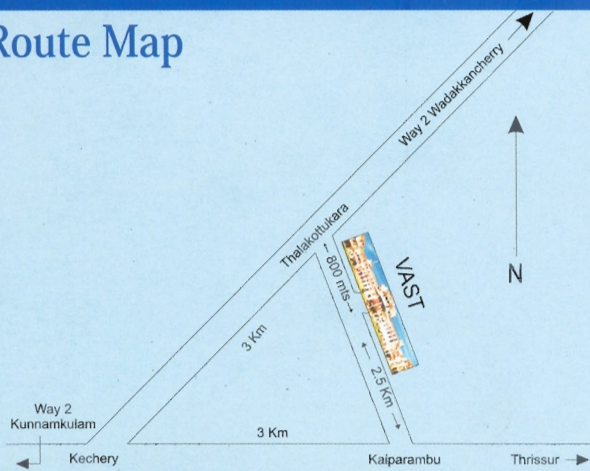 Route Map
Way 2 Wadakkancherry
Thalakottukara
800 mts
VAST
N
3 Km
2.5 Km
Way 2
Kunnamkulam
3 Km
Kechery
Kaiparambu
Thrissur